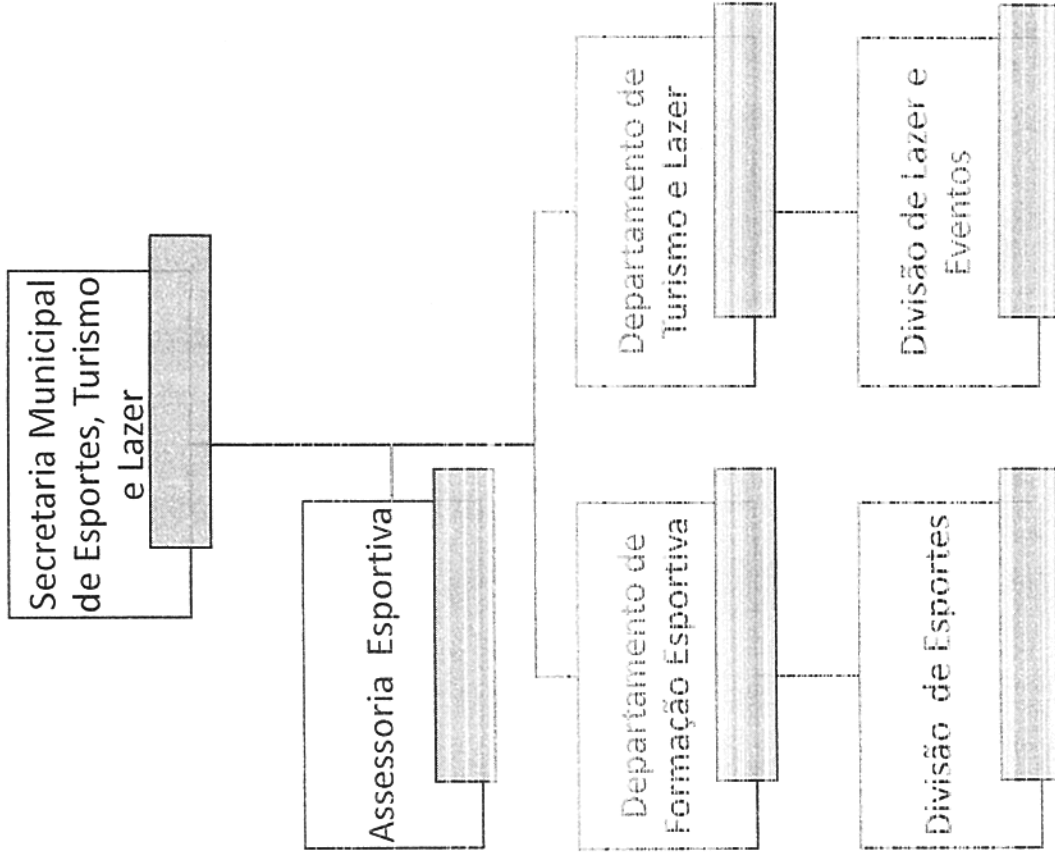 Secretaria Municipal
de Esportes, Turismo
e Lazer
Assessoria Esportiva
Departamento de
Formação Esportiva
Departamento de
Turismo e Lazer
Divisão de Esportes
Divisão de Lazer e
Eventos